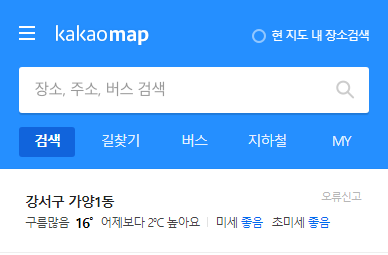 kakaomap
현 지도 내 장소검색
장소, 주소, 버스 검색
검색 길찾기 버스 지하철 MY
오류신고
강서구 가양1동
구름많음 16° 어제보다 2℃ 높아요 미세 좋음 초미세 좋음